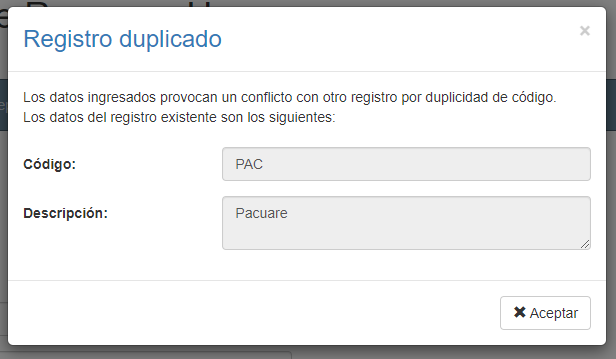 Registro duplicado
×
Los datos ingresados provocan un conflicto con otro registro por duplicidad de código.
Los datos del registro existente son los siguientes:
Código:
PAC
Descripción:
Pacuare
✖ Aceptar